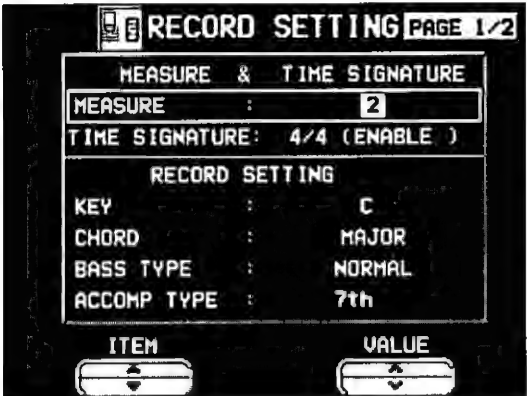 RECORD SETTING PAGE 1/2
MEASURE & TIME SIGNATURE
MEASURE : 2
TIME SIGNATURE: 4/4 (ENABLE )
RECORD SETTING
KEY : C
CHORD : MAJOR
BASS TYPE : NORMAL
ACCOMP TYPE : 7th
ITEM VALUE